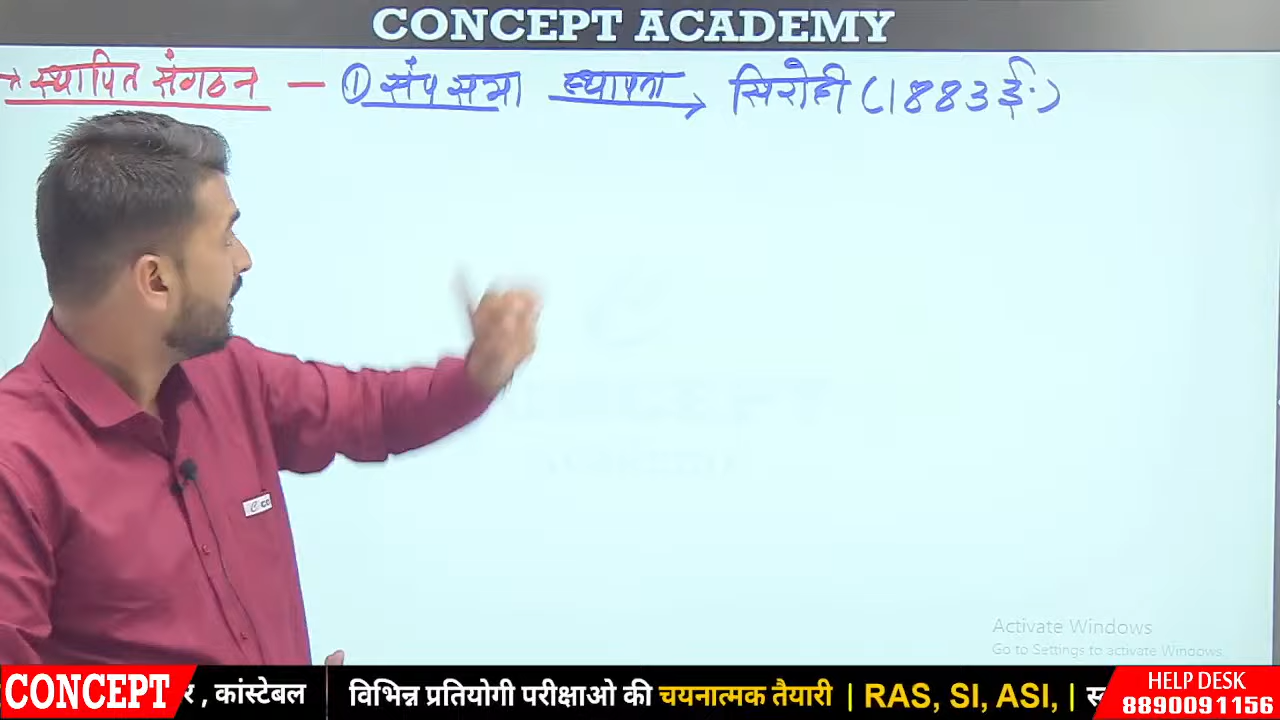 CONCEPT ACADEMY
→ स्थापित संगठन — ① संप सभा स्थापना → सिरोही (1883 ई.)
Activate Windows
Go to Settings to activate Windows.
CONCEPT र , कांस्टेबल विभिन्न प्रतियोगी परीक्षाओ की चयनात्मक तैयारी | RAS, SI, ASI, |
HELP DESK
8890091156